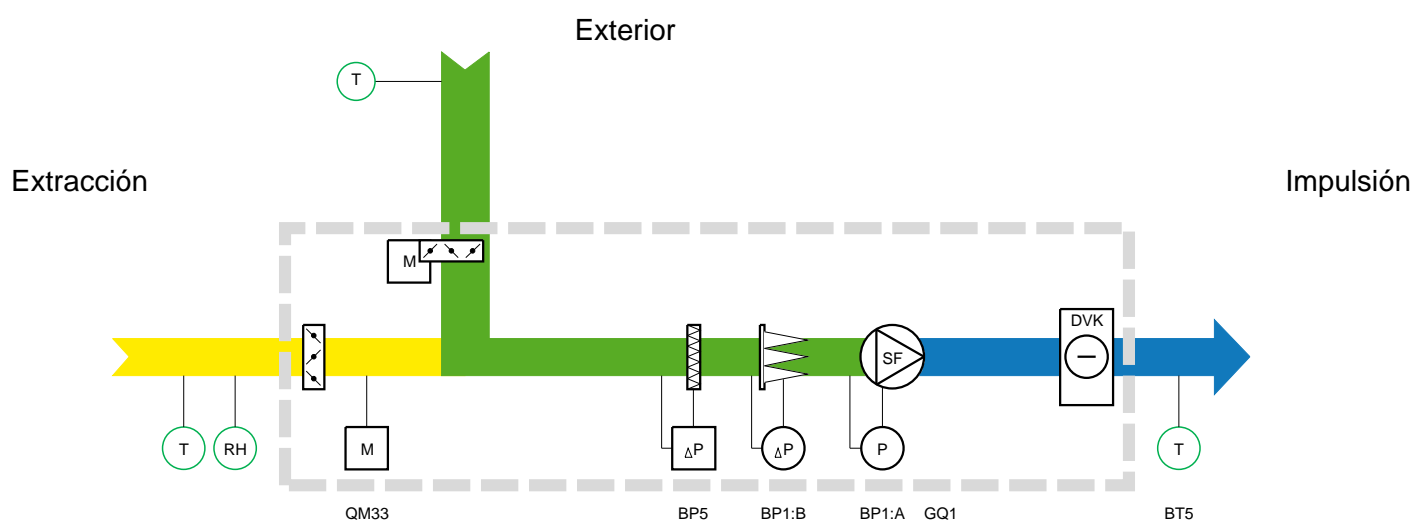 Exterior
T
Extracción
Impulsión
M
DVK
SF
T
RH
M
ΔP
ΔP
P
T
QM33
BP5
BP1:B
BP1:A
GQ1
BT5